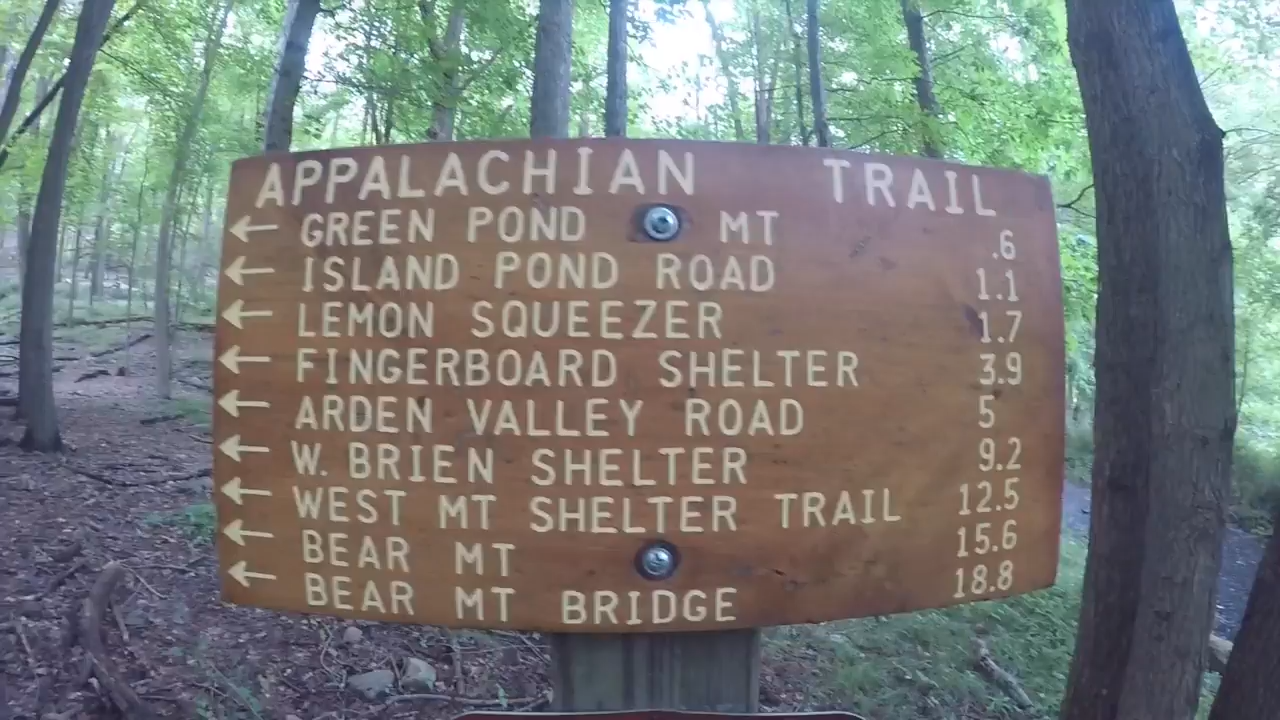 APPALACHIAN TRAIL
← GREEN POND MT .6
← ISLAND POND ROAD 1.1
← LEMON SQUEEZER 1.7
← FINGERBOARD SHELTER 3.9
← ARDEN VALLEY ROAD 5
← W. BRIEN SHELTER 9.2
← WEST MT SHELTER TRAIL 12.5
← BEAR MT 15.6
← BEAR MT BRIDGE 18.8